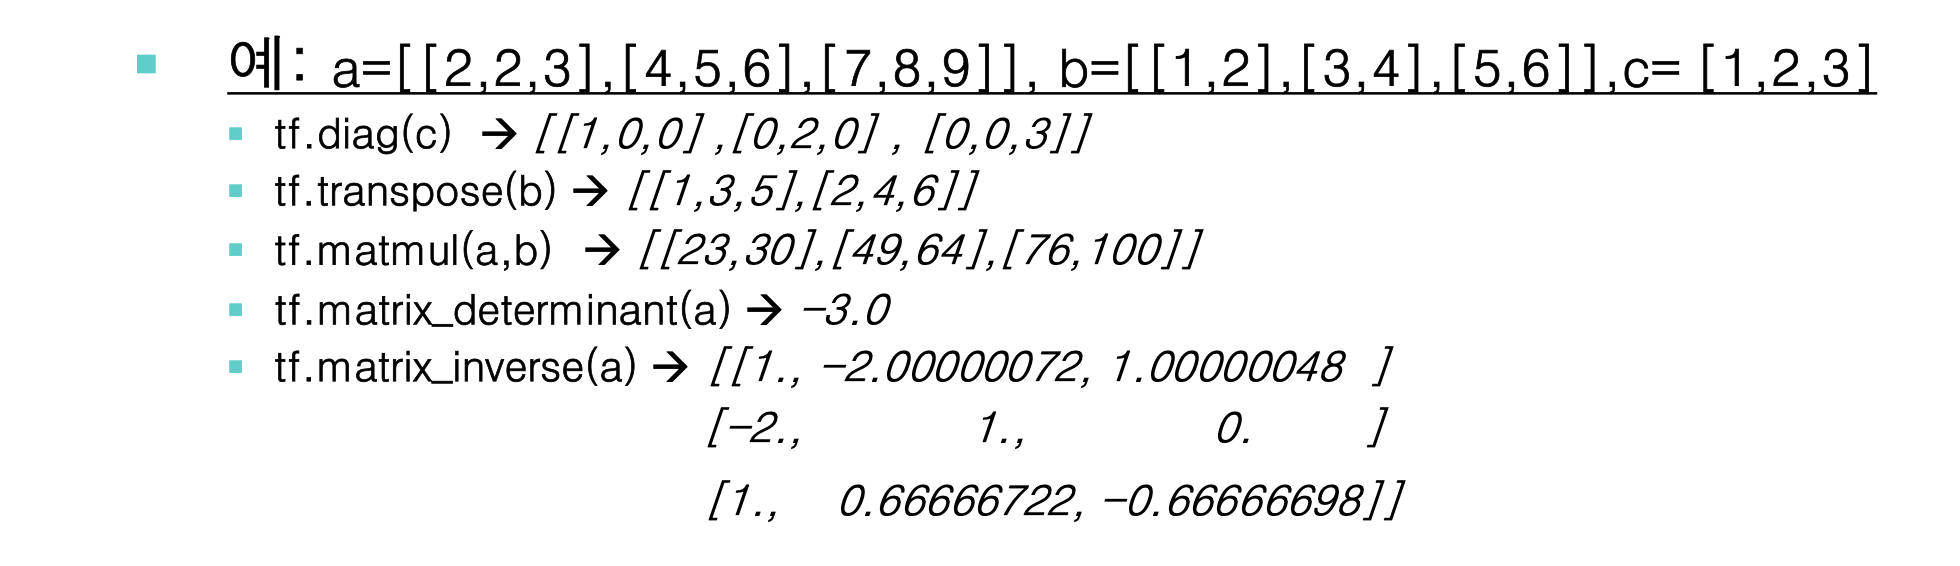 예: a=[[2,2,3],[4,5,6],[7,8,9]], b=[[1,2],[3,4],[5,6]],c= [1,2,3]
tf.diag(c) → [[1,0,0] ,[0,2,0] , [0,0,3]]
tf.transpose(b) → [[1,3,5],[2,4,6]]
tf.matmul(a,b) → [[23,30],[49,64],[76,100]]
tf.matrix_determinant(a) → -3.0
tf.matrix_inverse(a) → [[1., -2.00000072, 1.00000048 ]
[-2., 1., 0. ]
[1., 0.66666722, -0.66666698]]